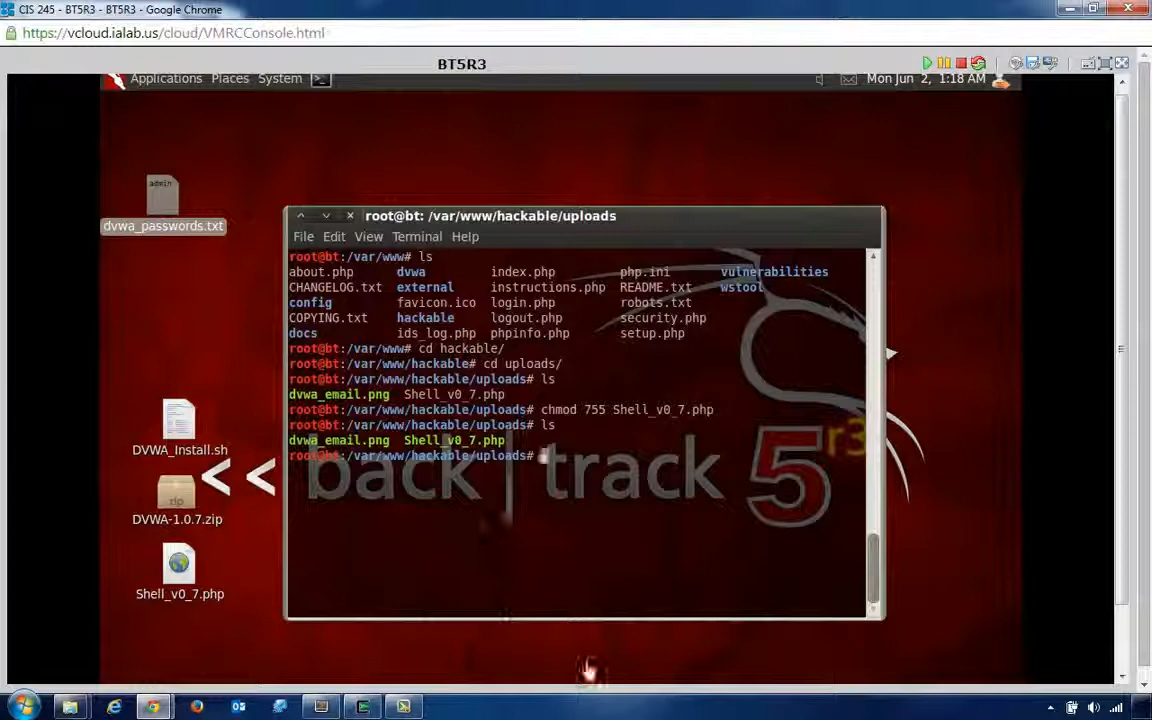 CIS 245 - BT5R3 - BT5R3 - Google Chrome
https://vcloud.ialab.us/cloud/VMRCConsole.html
BT5R3
Applications Places System Mon Jun 2, 1:18 AM
admin
dvwa_passwords.txt
root@bt: /var/www/hackable/uploads
File Edit View Terminal Help
root@bt:/var/www# ls
about.php dvwa index.php php.ini vulnerabilities
CHANGELOG.txt external instructions.php README.txt wstool
config favicon.ico login.php robots.txt
COPYING.txt hackable logout.php security.php
docs ids_log.php phpinfo.php setup.php
root@bt:/var/www# cd hackable/
root@bt:/var/www/hackable# cd uploads/
root@bt:/var/www/hackable/uploads# ls
dvwa_email.png Shell_v0_7.php
root@bt:/var/www/hackable/uploads# chmod 755 Shell_v0_7.php
root@bt:/var/www/hackable/uploads# ls
dvwa_email.png Shell_v0_7.php
root@bt:/var/www/hackable/uploads#
DVWA_Install.sh
<< back | track 5 r3
zip
DVWA-1.0.7.zip
Shell_v0_7.php